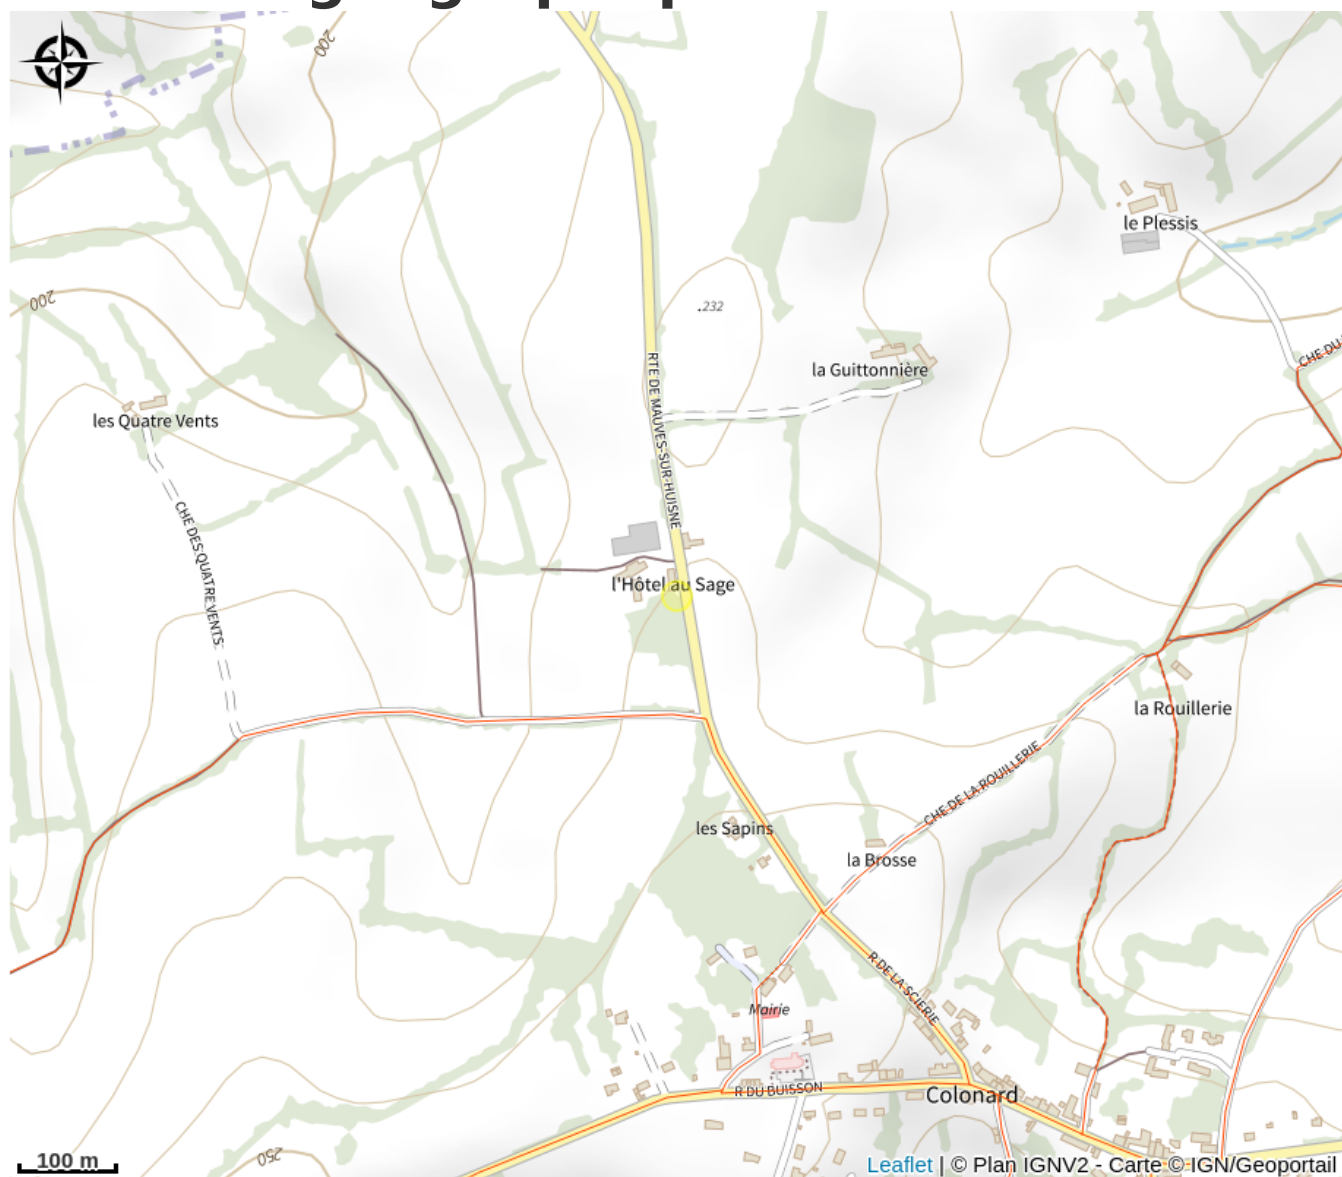 200
le Plessis
200
.232
CHE DU
RTE DE MAUVES-SUR-HUISNE
la Guittonnière
les Quatre Vents
CHE DES QUATRE VENTS
l'Hôtel au Sage
la Rouillerie
CHE DE LA ROUILLERIE
les Sapins
la Brosse
R DE LA SCIERIE
Mairie
R DU BUISSON
Colonard
250
100 m
Leaflet | © Plan IGNV2 - Carte © IGN/Geoportail